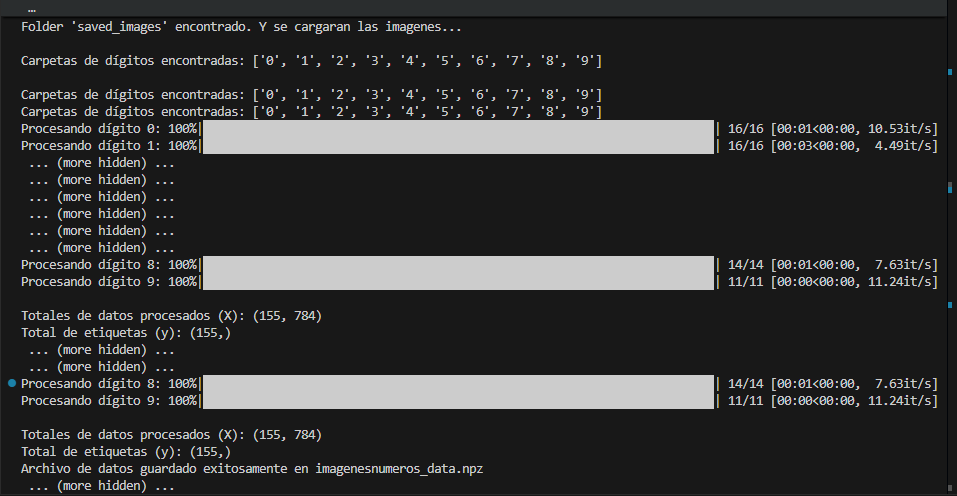 ...
Folder 'saved_images' encontrado. Y se cargaran las imagenes...
Carpetas de dígitos encontradas: ['0', '1', '2', '3', '4', '5', '6', '7', '8', '9']
Carpetas de dígitos encontradas: ['0', '1', '2', '3', '4', '5', '6', '7', '8', '9']
Carpetas de dígitos encontradas: ['0', '1', '2', '3', '4', '5', '6', '7', '8', '9']
Procesando dígito 0: 100%| | 16/16 [00:01<00:00, 10.53it/s]
Procesando dígito 1: 100%| | 16/16 [00:03<00:00, 4.49it/s]
... (more hidden) ...
... (more hidden) ...
... (more hidden) ...
... (more hidden) ...
... (more hidden) ...
... (more hidden) ...
Procesando dígito 8: 100%| | 14/14 [00:01<00:00, 7.63it/s]
Procesando dígito 9: 100%| | 11/11 [00:00<00:00, 11.24it/s]
Totales de datos procesados (X): (155, 784)
Total de etiquetas (y): (155,)
... (more hidden) ...
... (more hidden) ...
Procesando dígito 8: 100%| | 14/14 [00:01<00:00, 7.63it/s]
Procesando dígito 9: 100%| | 11/11 [00:00<00:00, 11.24it/s]
Totales de datos procesados (X): (155, 784)
Total de etiquetas (y): (155,)
Archivo de datos guardado exitosamente en imagenesnumeros_data.npz
... (more hidden) ...